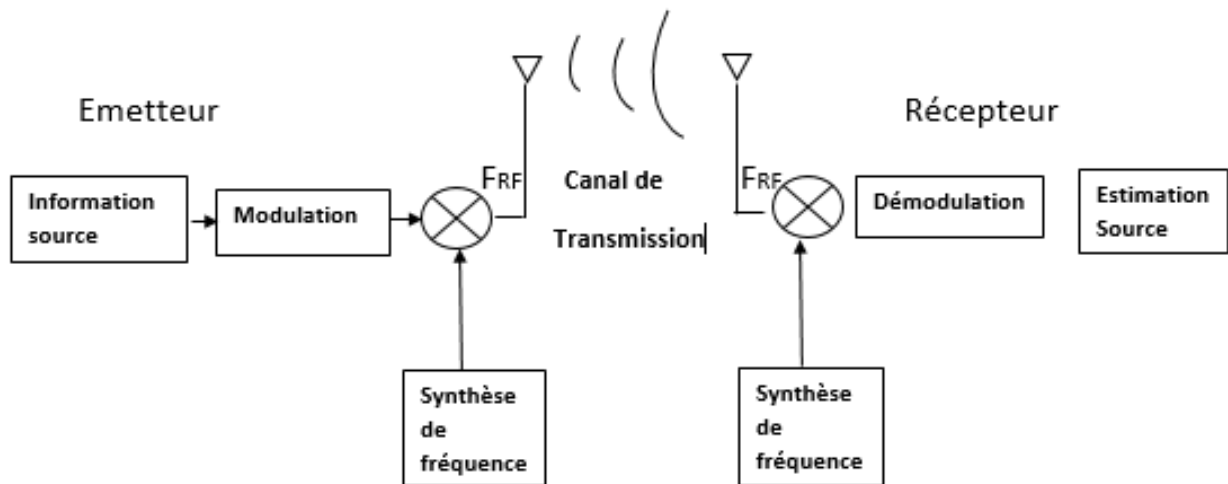 Emetteur
Récepteur
Information
source
Modulation
FRF
Canal de
Transmission
FRF
Démodulation
Estimation
Source
Synthèse
de
fréquence
Synthèse
de
fréquence